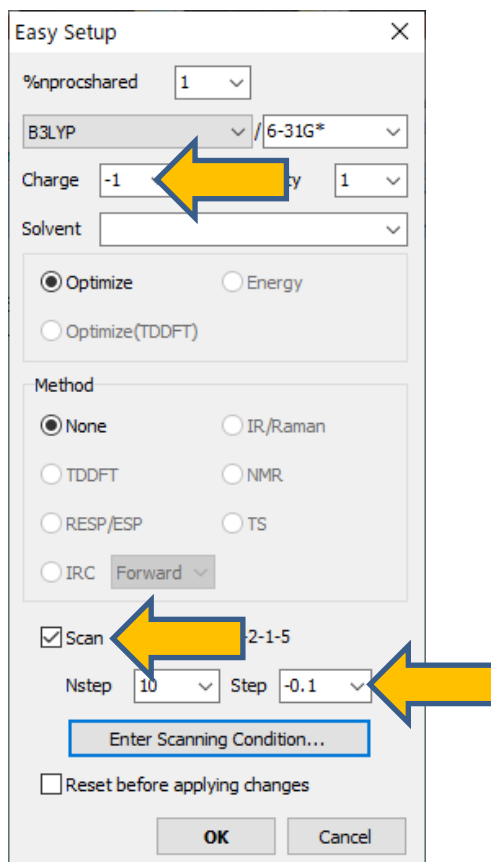 Easy Setup
%nprocshared 1
B3LYP / 6-31G*
Charge -1 1
Solvent
Optimize Energy
Optimize(TDDFT)
Method
None IR/Raman
TDDFT NMR
RESP/ESP TS
IRC Forward
Scan -2-1-5
Nstep 10 Step -0.1
Enter Scanning Condition...
Reset before applying changes
OK Cancel